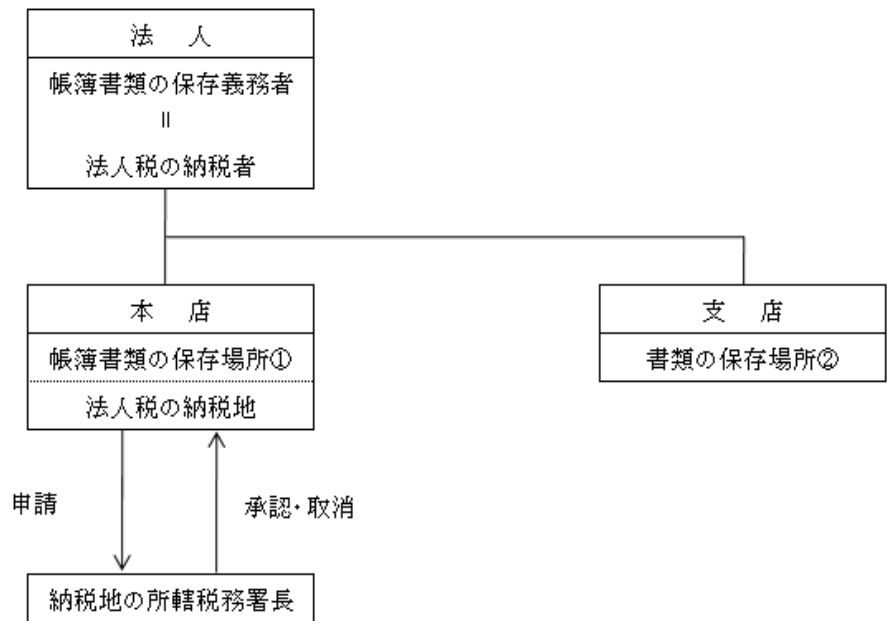 法 人
帳簿書類の保存義務者
=
法人税の納税者
本 店
帳簿書類の保存場所①
法人税の納税地
支 店
書類の保存場所②
申請
承認・取消
納税地の所轄税務署長